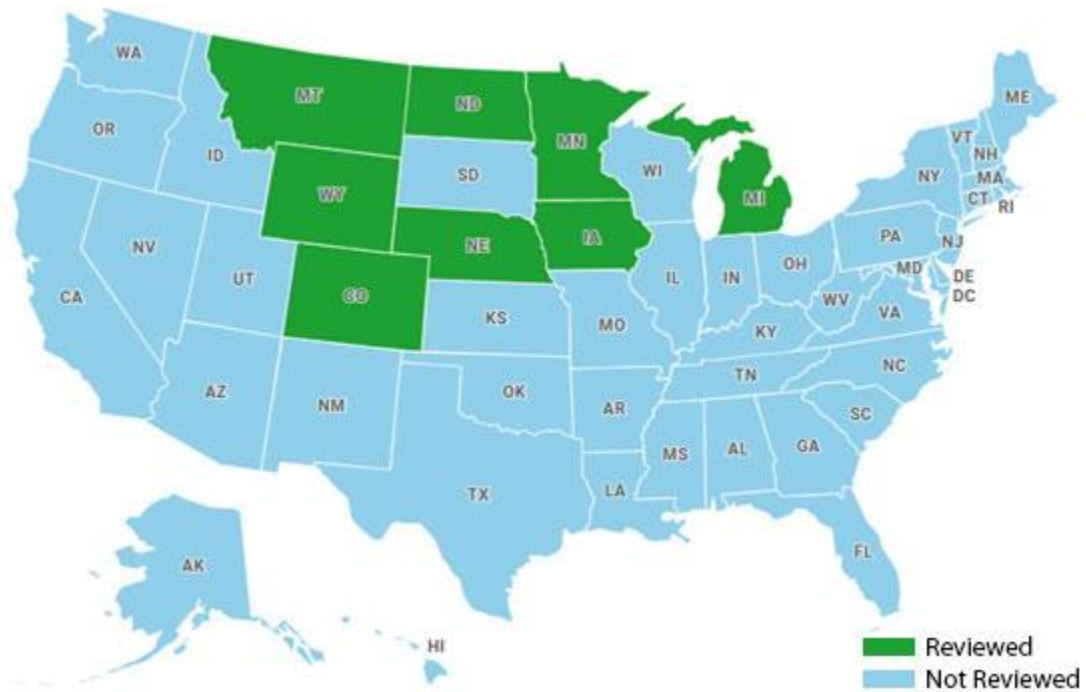 WA
MT
ND
MN
ME
OR
ID
WY
SD
WI
MI
VT
NH
NY
MA
CT
RI
NV
UT
CO
NE
IA
IL
IN
OH
PA
NJ
MD
DE
DC
WV
VA
CA
KS
MO
KY
NC
TN
AZ
NM
OK
AR
SC
MS
AL
GA
TX
LA
FL
AK
HI
Reviewed
Not Reviewed